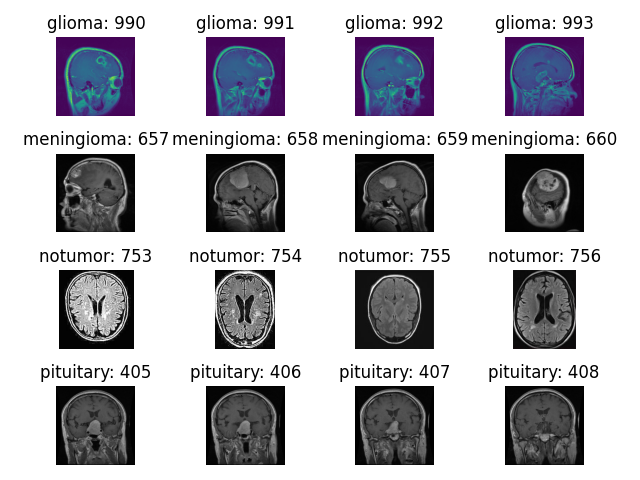 glioma: 990 glioma: 991 glioma: 992 glioma: 993
meningioma: 657 meningioma: 658 meningioma: 659 meningioma: 660
notumor: 753 notumor: 754 notumor: 755 notumor: 756
pituitary: 405 pituitary: 406 pituitary: 407 pituitary: 408